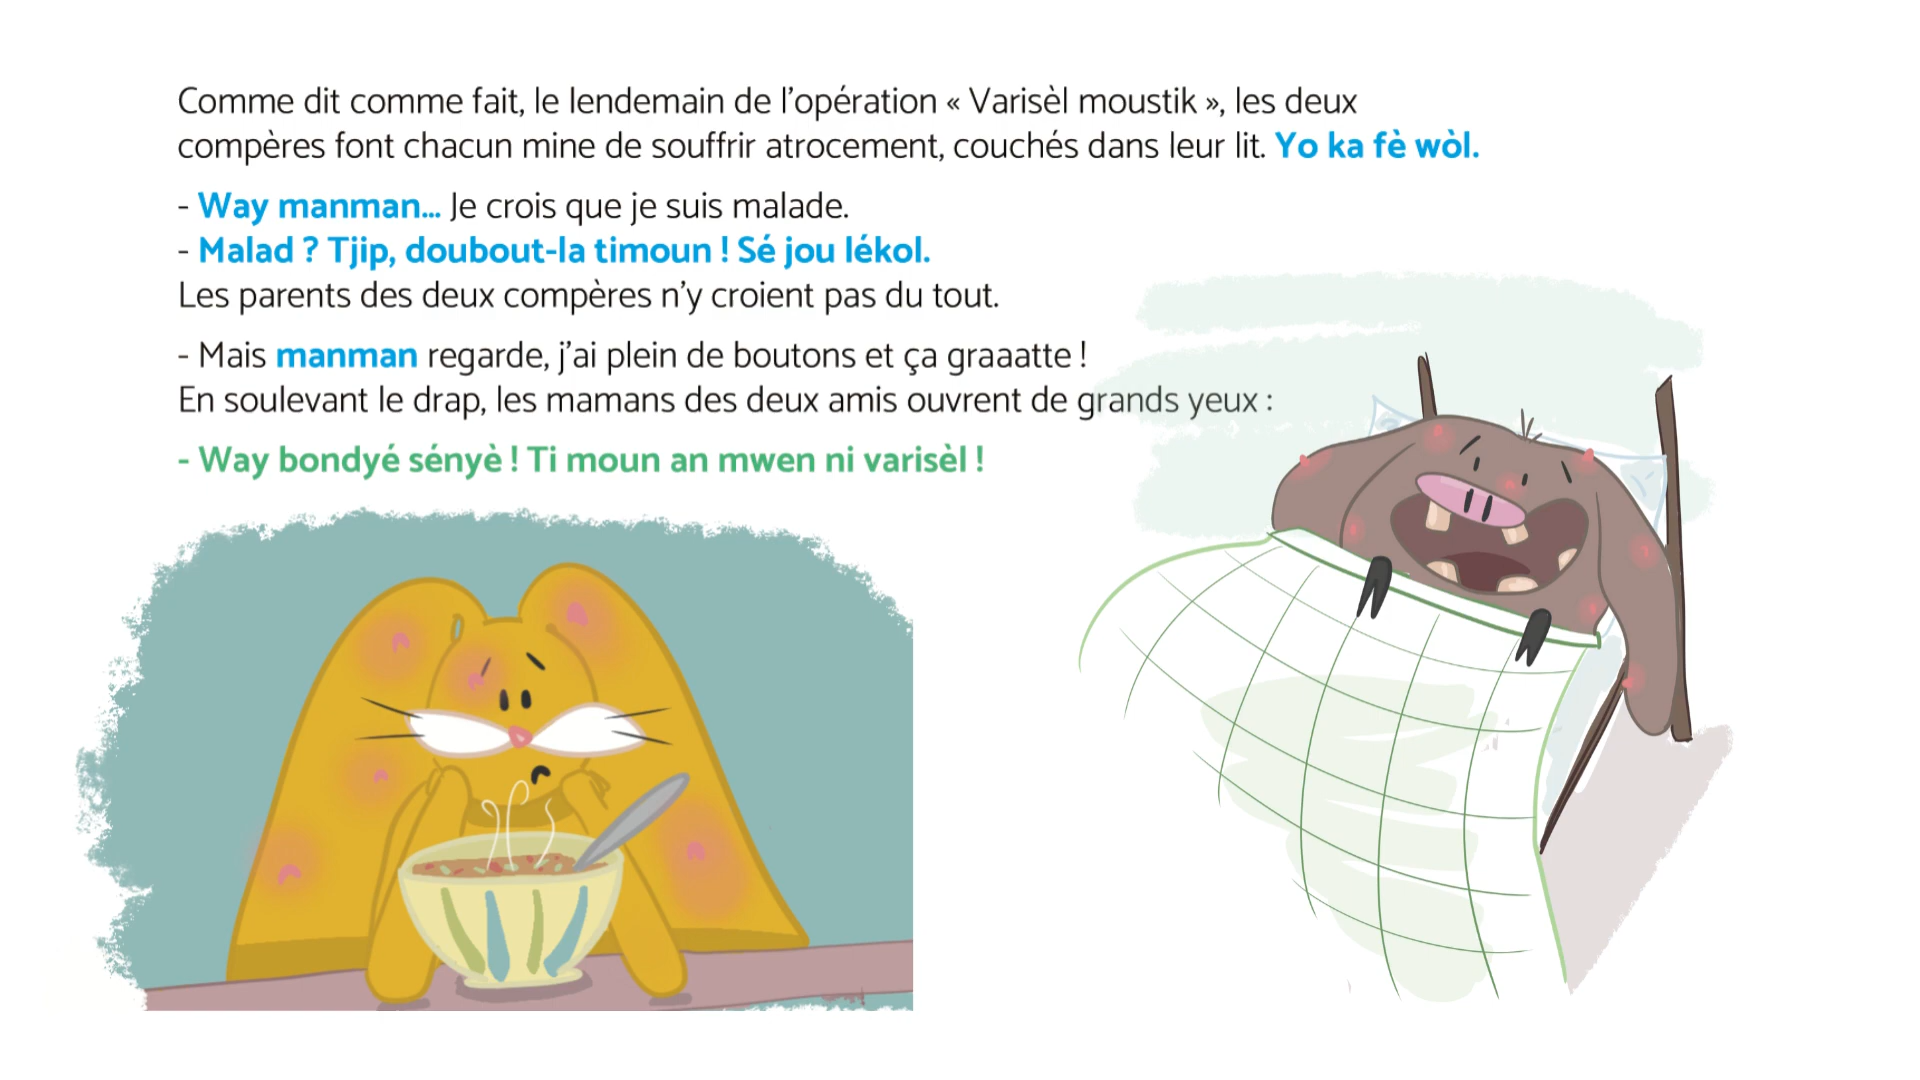 Comme dit comme fait, le lendemain de l’opération « Varisèl moustik », les deux
compères font chacun mine de souffrir atrocement, couchés dans leur lit. Yo ka fè wòl.
- Way manman... Je crois que je suis malade.
- Malad ? Tjip, doubout-la timoun ! Sé jou lékol.
Les parents des deux compères n’y croient pas du tout.
- Mais manman regarde, j’ai plein de boutons et ça graaatte !
En soulevant le drap, les mamans des deux amis ouvrent de grands yeux :
- Way bondyé sényè ! Ti moun an mwen ni varisèl !